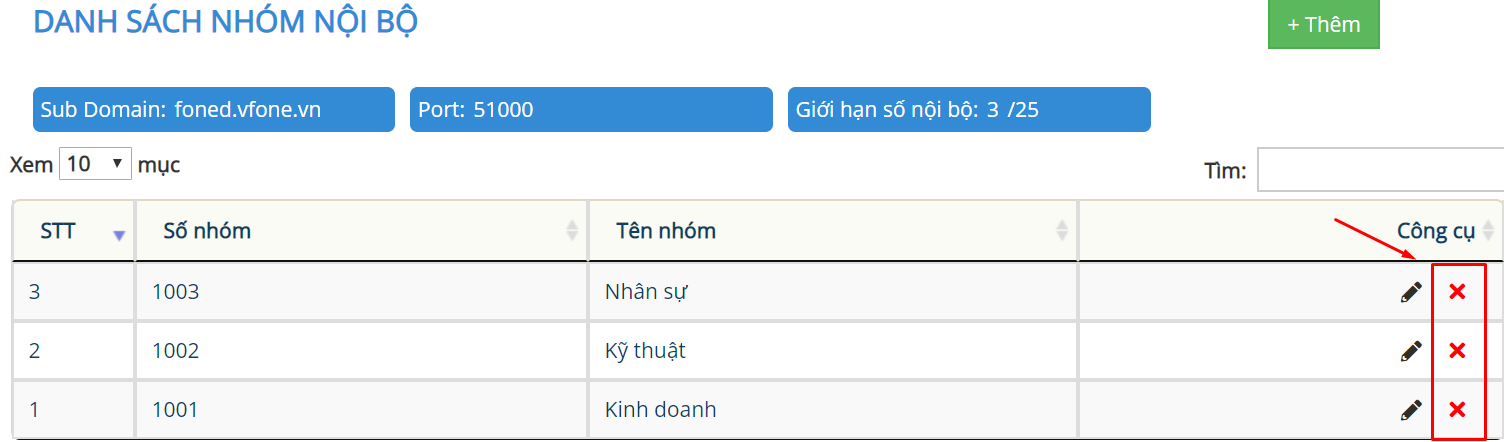 DANH SÁCH NHÓM NỘI BỘ
+ Thêm
Sub Domain: foned.vfone.vn Port: 51000 Giới hạn số nội bộ: 3 /25
Xem 10 mục
Tìm:
STT Số nhóm Tên nhóm Công cụ
3 1003 Nhân sự
2 1002 Kỹ thuật
1 1001 Kinh doanh